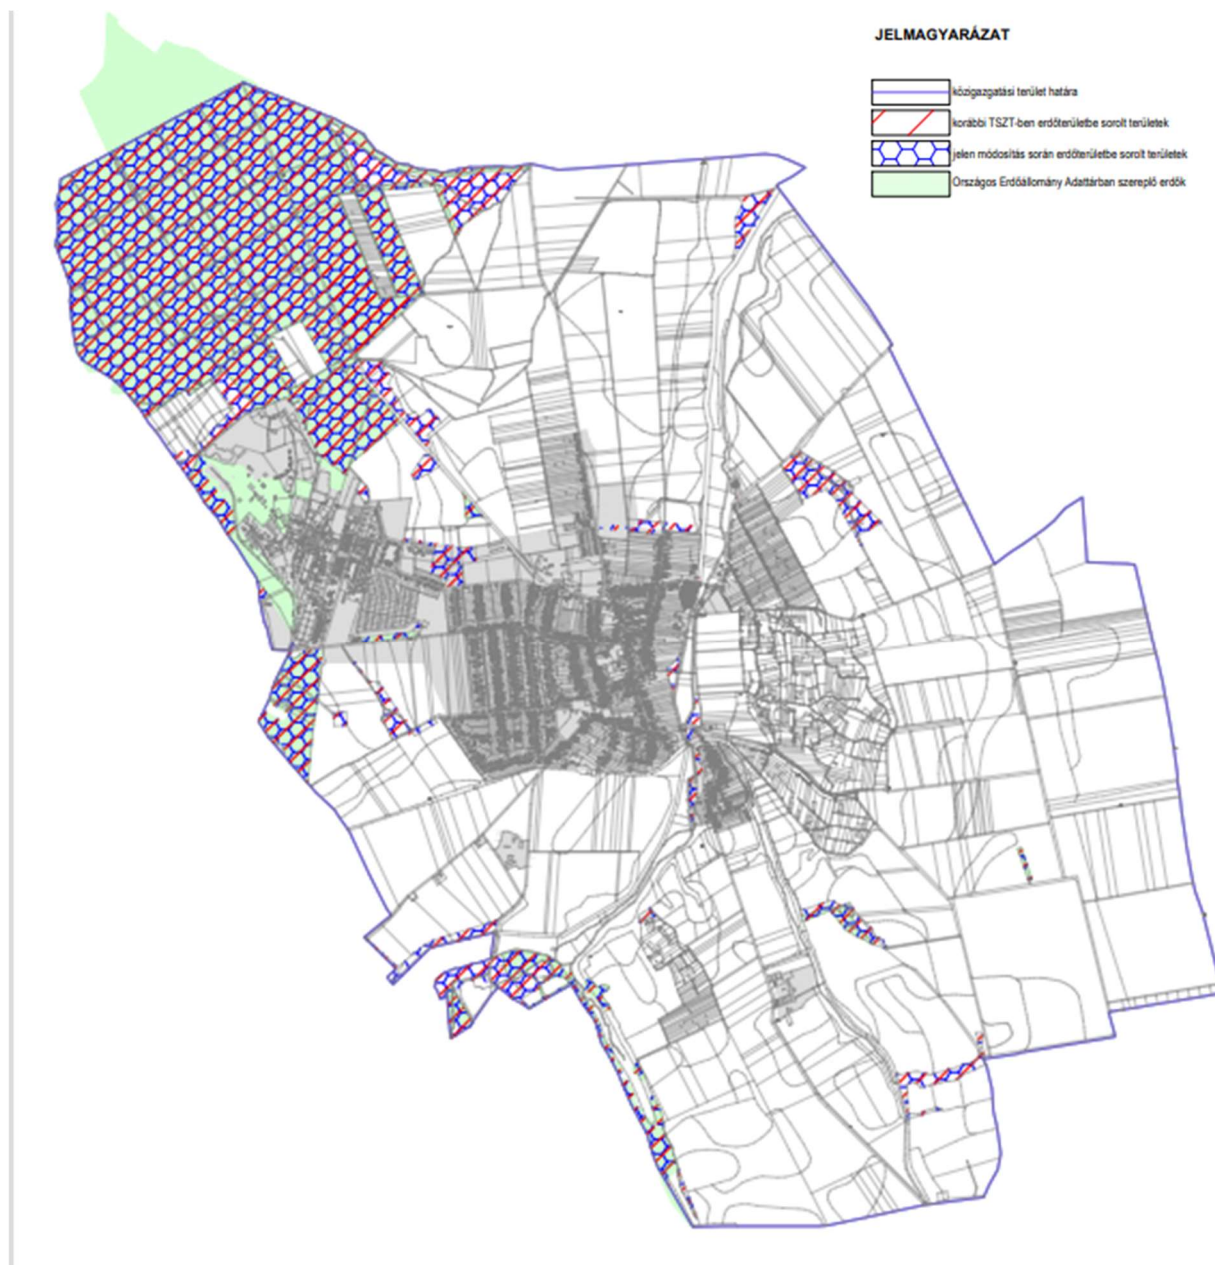 JELMAGYARÁZAT
közigazgatási terület határa
korábbi TSZT-ben erdőterületbe sorolt területek
jelen módosítás során erdőterületbe sorolt területek
Országos Erdőállomány Adattárban szereplő erdők